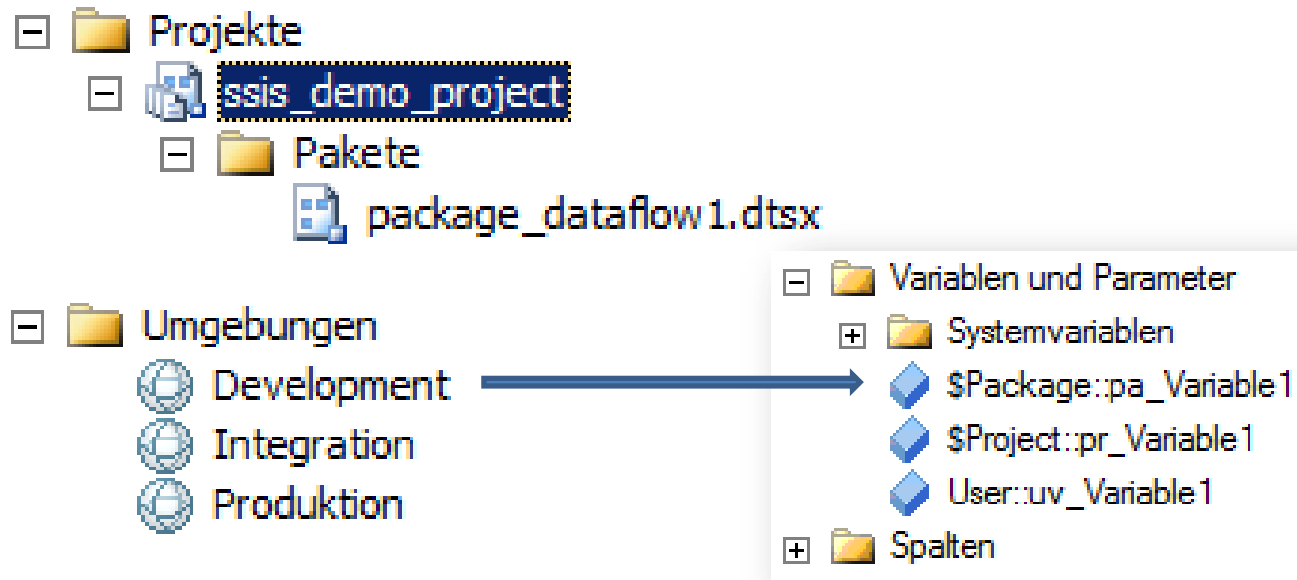 Projekte
ssis_demo_project
Pakete
package_dataflow1.dtsx
Umgebungen
Development
Integration
Produktion
Variablen und Parameter
Systemvariablen
$Package::pa_Variable1
$Project::pr_Variable1
User::uv_Variable1
Spalten